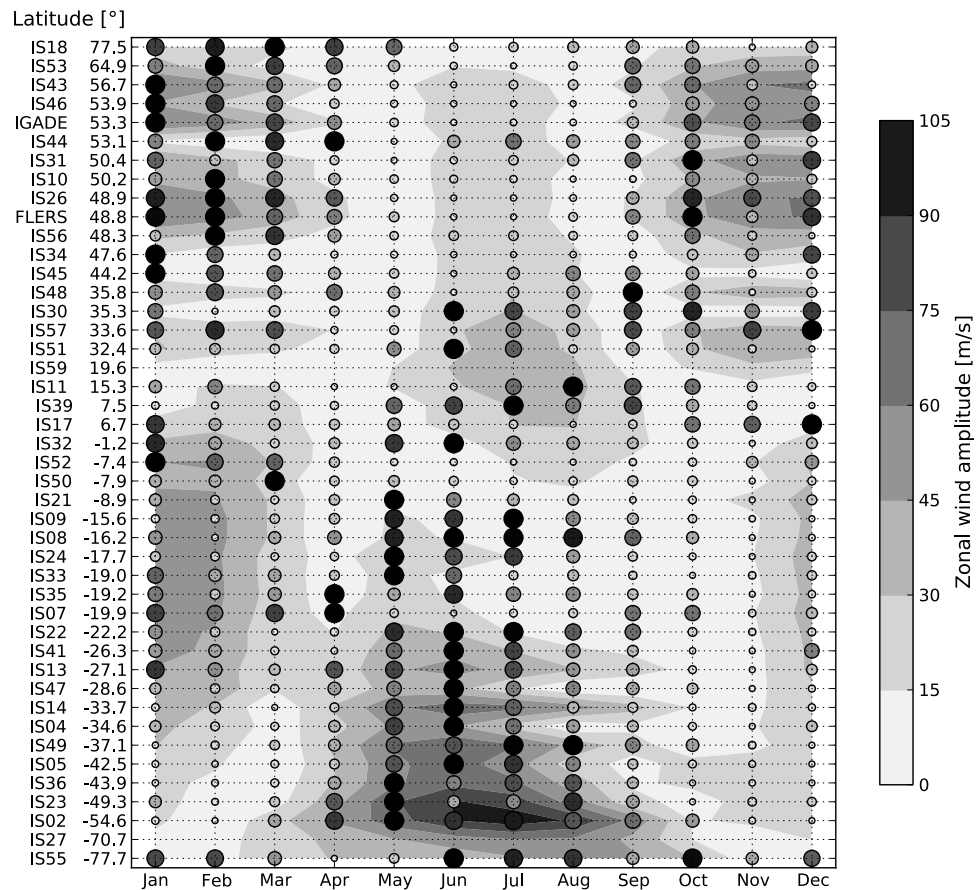 Latitude [°]
IS18 77.5
IS53 64.9
IS43 56.7
IS46 53.9
IGADE 53.3
IS44 53.1
IS31 50.4
IS10 50.2
IS26 48.9
FLERS 48.8
IS56 48.3
IS34 47.6
IS45 44.2
IS48 35.8
IS30 35.3
IS57 33.6
IS51 32.4
IS59 19.6
IS11 15.3
IS39 7.5
IS17 6.7
IS32 -1.2
IS52 -7.4
IS50 -7.9
IS21 -8.9
IS09 -15.6
IS08 -16.2
IS24 -17.7
IS33 -19.0
IS35 -19.2
IS07 -19.9
IS22 -22.2
IS41 -26.3
IS13 -27.1
IS47 -28.6
IS14 -33.7
IS04 -34.6
IS49 -37.1
IS05 -42.5
IS36 -43.9
IS23 -49.3
IS02 -54.6
IS27 -70.7
IS55 -77.7
Jan Feb Mar Apr May Jun Jul Aug Sep Oct Nov Dec
105
90
75
60
45
30
15
0
Zonal wind amplitude [m/s]